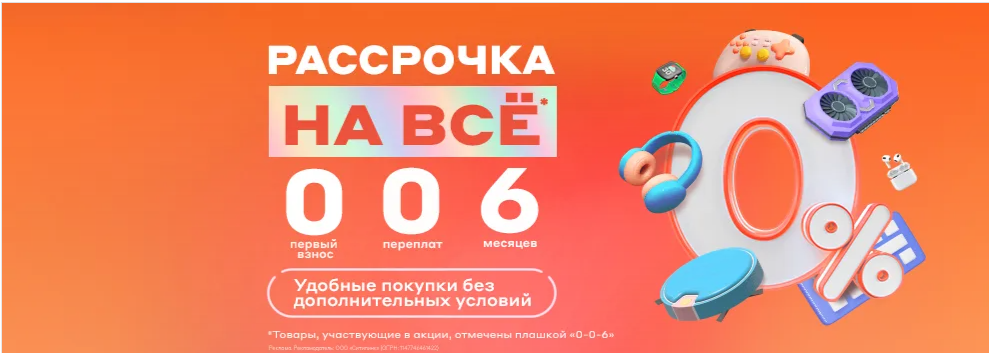 РАССРОЧКА
НА ВСЁ*
0 0 6
первый взнос
переплат
месяцев
Удобные покупки без
дополнительных условий
*Товары, участвующие в акции, отмечены плашкой «0-0-6»
0%